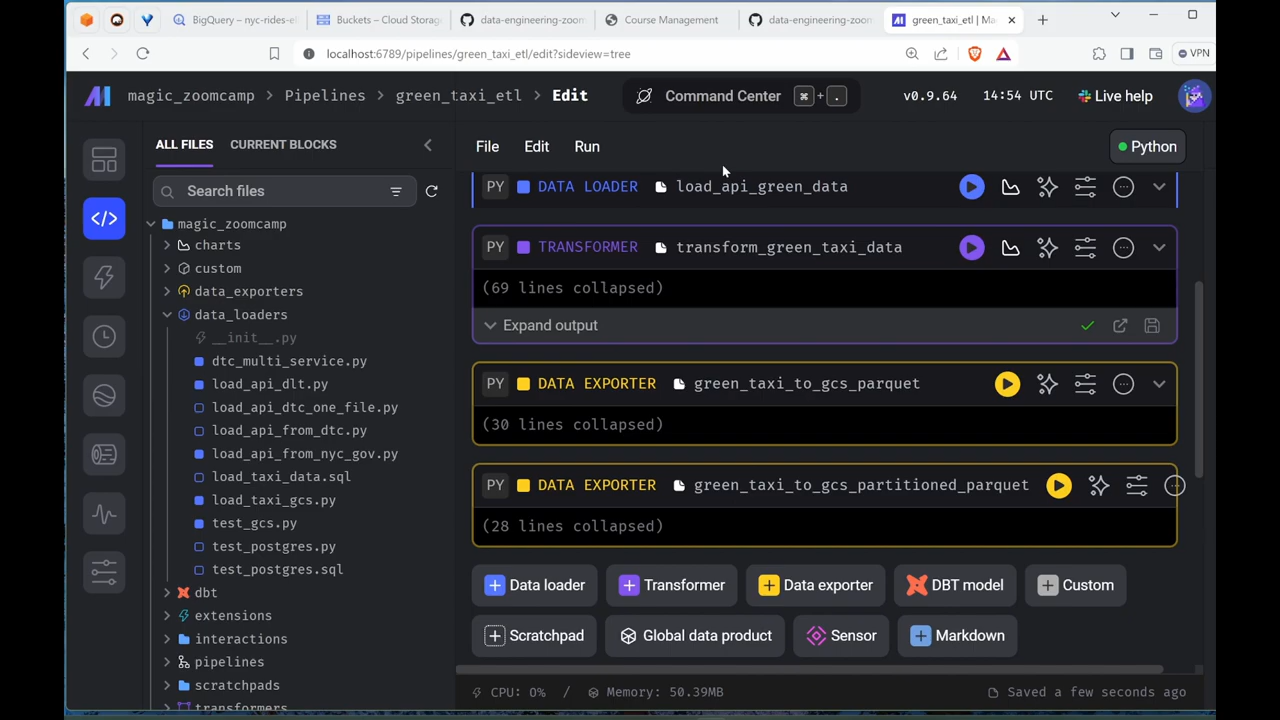 BigQuery – nyc-rides-el
Buckets – Cloud Storag
data-engineering-zoom
Course Management
data-engineering-zoom
green_taxi_etl | Ma
localhost:6789/pipelines/green_taxi_etl/edit?sideview=tree
VPN
magic_zoomcamp > Pipelines > green_taxi_etl > Edit
Command Center ⌘ + .
v0.9.64
14:54 UTC
Live help
ALL FILES
CURRENT BLOCKS
Search files
magic_zoomcamp
charts
custom
data_exporters
data_loaders
__init__.py
dtc_multi_service.py
load_api_dlt.py
load_api_dtc_one_file.py
load_api_from_dtc.py
load_api_from_nyc_gov.py
load_taxi_data.sql
load_taxi_gcs.py
test_gcs.py
test_postgres.py
test_postgres.sql
dbt
extensions
interactions
pipelines
scratchpads
transformers
File Edit Run
Python
PY DATA LOADER load_api_green_data
PY TRANSFORMER transform_green_taxi_data
(69 lines collapsed)
Expand output
PY DATA EXPORTER green_taxi_to_gcs_parquet
(30 lines collapsed)
PY DATA EXPORTER green_taxi_to_gcs_partitioned_parquet
(28 lines collapsed)
Data loader Transformer Data exporter DBT model Custom
Scratchpad Global data product Sensor Markdown
CPU: 0% / Memory: 50.39MB
Saved a few seconds ago